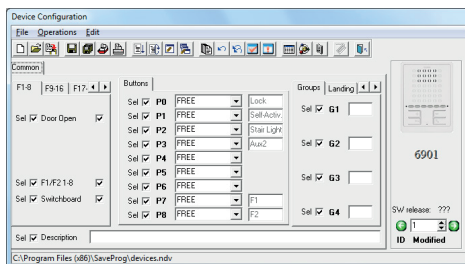 Device Configuration
File Operations Edit
Common
F1-8 F9-16 F17-
Sel Door Open
Sel F1/F2 1-8
Sel Switchboard
Buttons
Sel P0 FREE Lock
Sel P1 FREE Self-Activ.
Sel P2 FREE Stair Light
Sel P3 FREE Aux2
Sel P4 FREE
Sel P5 FREE
Sel P6 FREE
Sel P7 FREE F1
Sel P8 FREE F2
Groups Landing
Sel G1
Sel G2
Sel G3
Sel G4
6901
SW release: ???
1
ID Modified
Sel Description
C:\Program Files (x86)\SaveProg\devices.ndv